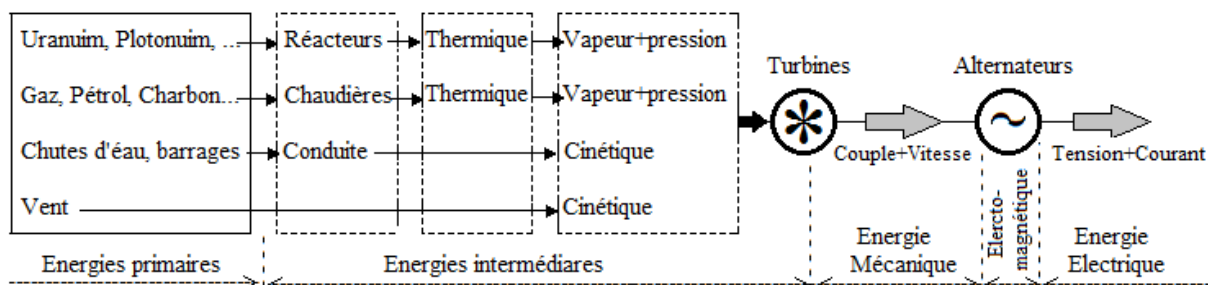 Uranuim, Plotonuim, ... Réacteurs Thermique Vapeur+pression
Turbines Alternateurs
Gaz, Pétrol, Charbon... Chaudières Thermique Vapeur+pression
~
Chutes d'éau, barrages Conduite Cinétique
Couple+Vitesse Tension+Courant
Vent Cinétique
Elercto-
magnétique
Energies primaires Energies intermédiares Energie
Mécanique
Energie
Electrique